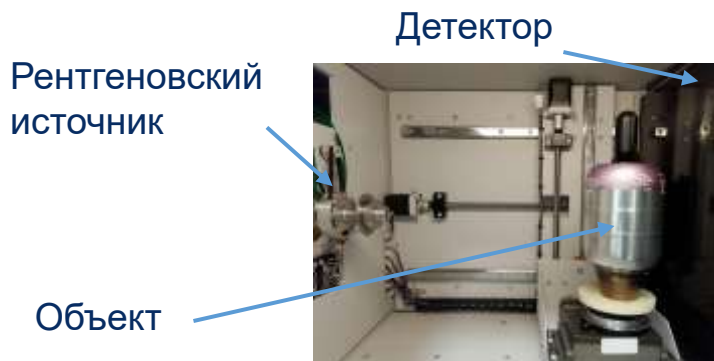 Детектор
Рентгеновский
источник
Объект